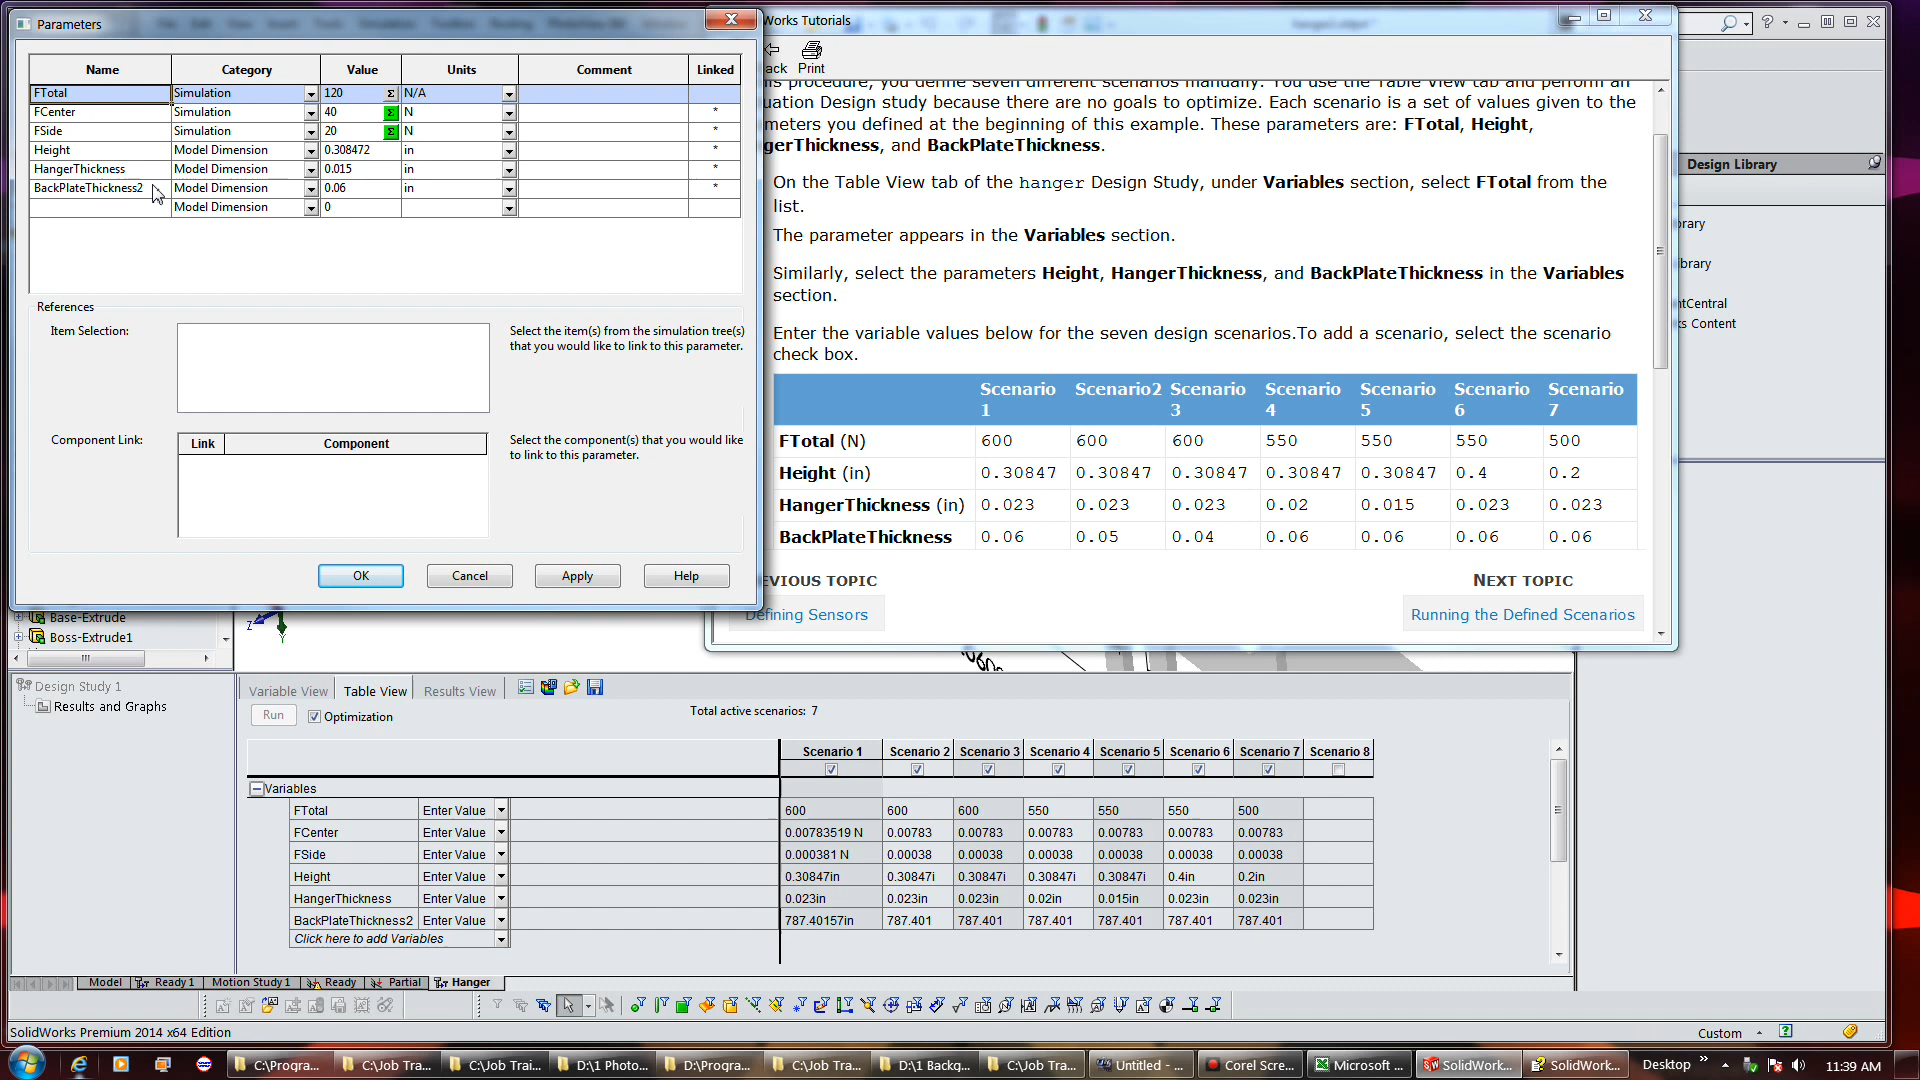 Parameters
Name Category Value Units Comment Linked
FTotal Simulation 120 Σ N/A
FCenter Simulation 40 Σ N *
FSide Simulation 20 Σ N *
Height Model Dimension 0.308472 in *
HangerThickness Model Dimension 0.015 in *
BackPlateThickness2 Model Dimension 0.06 in *
Model Dimension 0
References
Item Selection:
Select the item(s) from the simulation tree(s)
that you would like to link to this parameter.
Component Link:
Link Component
Select the component(s) that you would like
to link to this parameter.
OK Cancel Apply Help
Works Tutorials
ack Print
is procedure, you define seven different scenarios manually. You use the Table View tab and perform an
uation Design study because there are no goals to optimize. Each scenario is a set of values given to the
meters you defined at the beginning of this example. These parameters are: FTotal, Height,
gerThickness, and BackPlateThickness.
On the Table View tab of the hanger Design Study, under Variables section, select FTotal from the
list.
The parameter appears in the Variables section.
Similarly, select the parameters Height, HangerThickness, and BackPlateThickness in the Variables
section.
Enter the variable values below for the seven design scenarios.To add a scenario, select the scenario
check box.
Scenario 1 Scenario2 Scenario 3 Scenario 4 Scenario 5 Scenario 6 Scenario 7
FTotal (N) 600 600 600 550 550 550 500
Height (in) 0.30847 0.30847 0.30847 0.30847 0.30847 0.4 0.2
HangerThickness (in) 0.023 0.023 0.023 0.02 0.015 0.023 0.023
BackPlateThickness 0.06 0.05 0.04 0.06 0.06 0.06 0.06
EVIOUS TOPIC NEXT TOPIC
Defining Sensors Running the Defined Scenarios
Design Library
rary
brary
ntCentral
s Content
Base-Extrude
Boss-Extrude1
Z
Y
Design Study 1
Results and Graphs
Variable View Table View Results View
Run Optimization Total active scenarios: 7
Scenario 1 Scenario 2 Scenario 3 Scenario 4 Scenario 5 Scenario 6 Scenario 7 Scenario 8
Variables
FTotal Enter Value 600 600 600 550 550 550 500
FCenter Enter Value 0.00783519 N 0.00783 0.00783 0.00783 0.00783 0.00783 0.00783
FSide Enter Value 0.000381 N 0.00038 0.00038 0.00038 0.00038 0.00038 0.00038
Height Enter Value 0.30847in 0.30847i 0.30847i 0.30847i 0.30847i 0.4in 0.2in
HangerThickness Enter Value 0.023in 0.023in 0.023in 0.02in 0.015in 0.023in 0.023in
BackPlateThickness2 Enter Value 787.40157in 787.401 787.401 787.401 787.401 787.401 787.401
Click here to add Variables
Model Ready1 Motion Study1 Ready Partial Hanger
SolidWorks Premium 2014 x64 Edition
Custom
C:\Progra... C:\Job Tra... C:\Job Trai... D:\1 Photo... D:\Progra... C:\Job Tra... D:\1 Backg... C:\Job Tra... Untitled - ... Corel Scre... Microsoft ... SolidWork... SolidWork... Desktop 11:39 AM